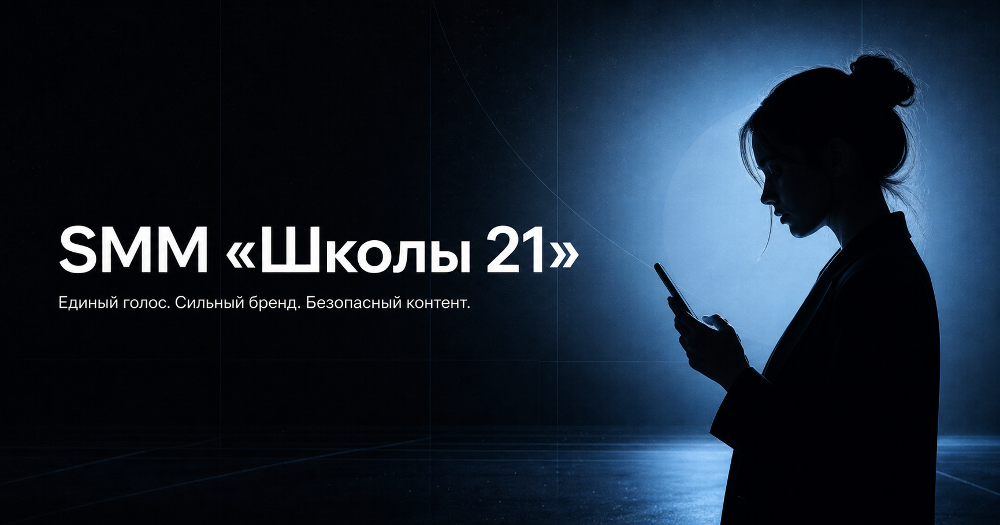 SMM «Школы 21»
Единый голос. Сильный бренд. Безопасный контент.